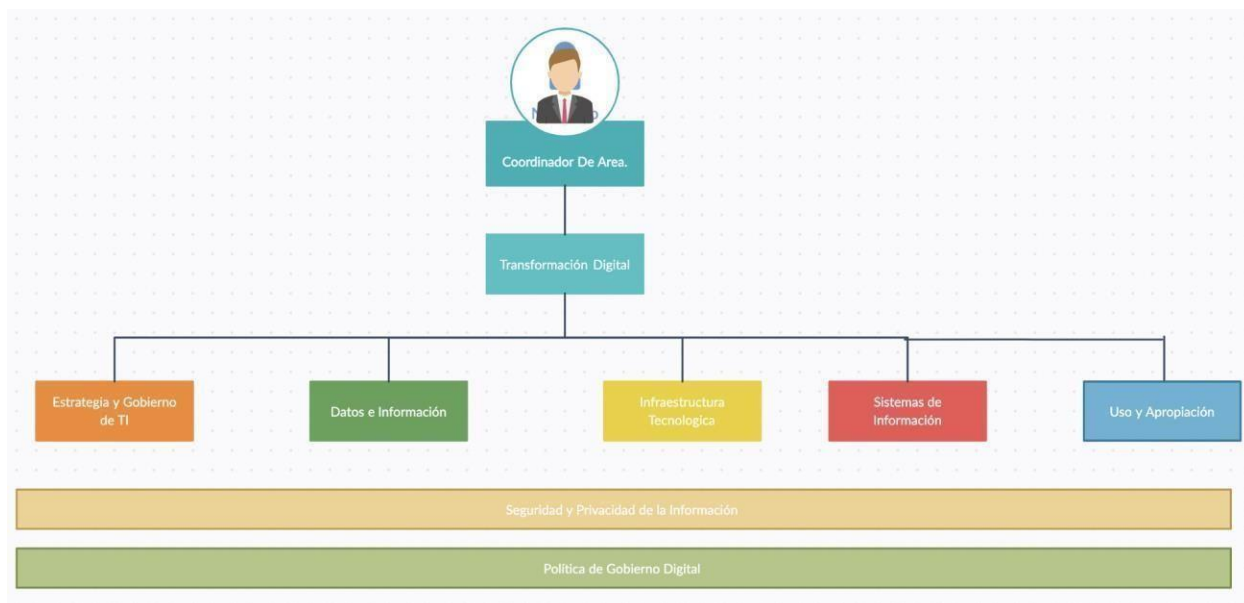 Coordinador De Area.
Transformación Digital
Estrategia y Gobierno
de TI
Datos e Información
Infraestructura
Tecnologica
Sistemas de
Información
Uso y Apropiación
Seguridad y Privacidad de la Información
Política de Gobierno Digital